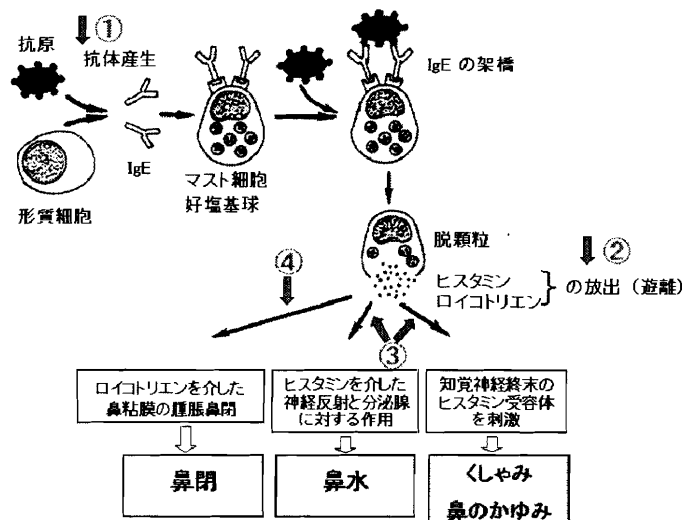 ①
抗原
抗体産生
IgE の架橋
IgE
マスト細胞
好塩基球
形質細胞
脱顆粒
②
④
ヒスタミン
ロイコトリエン
の放出（遊離）
③
ロイコトリエンを介した
鼻粘膜の腫脹鼻閉
ヒスタミンを介した
神経反射と分泌腺
に対する作用
知覚神経終末の
ヒスタミン受容体
を刺激
鼻閉
鼻水
くしゃみ
鼻のかゆみ